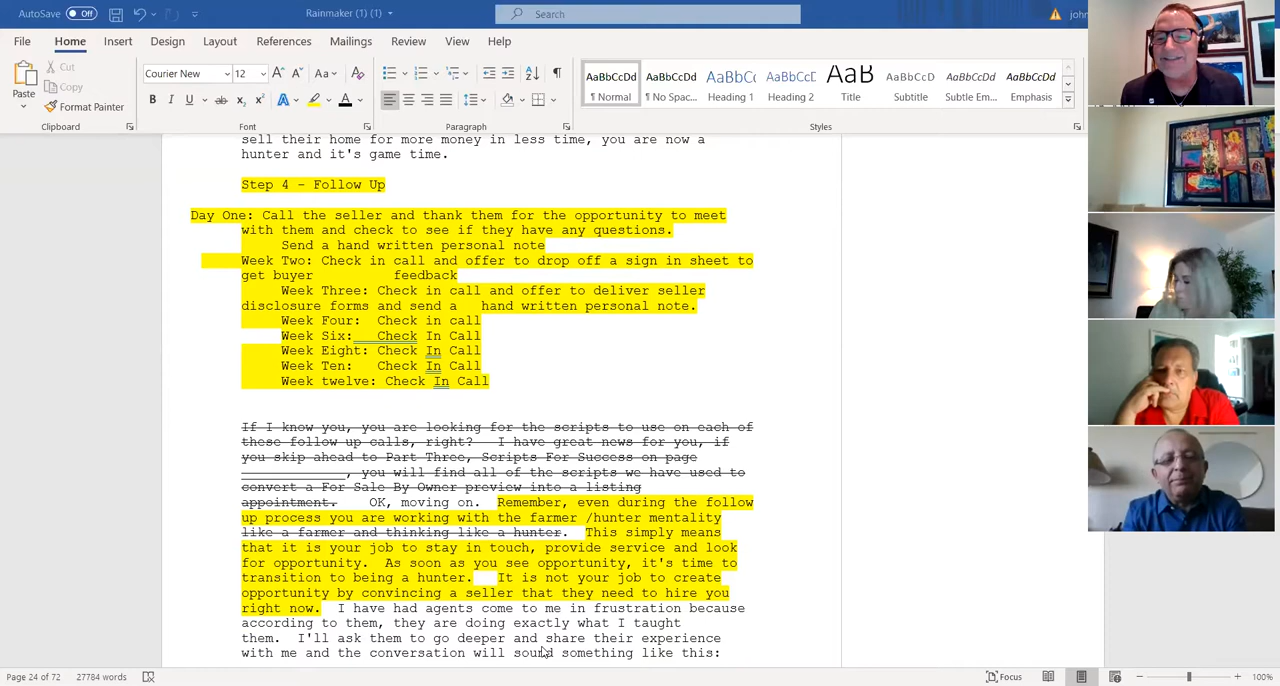 AutoSave Off Rainmaker (1) (1) Search john
File Home Insert Design Layout References Mailings Review View Help
Paste Cut Copy Format Painter
Courier New 12 Aa
B I U ab x₂ x² A A
AaBbCcDd AaBbCcDd AaBbCc AaBbCcC AaB AaBbCcD AaBbCcDd AaBbCcDd
¶ Normal ¶ No Spac... Heading 1 Heading 2 Title Subtitle Subtle Em... Emphasis
Clipboard Font Paragraph Styles
sell their home for more money in less time, you are now a
hunter and it's game time.
Step 4 – Follow Up
Day One: Call the seller and thank them for the opportunity to meet
with them and check to see if they have any questions.
Send a hand written personal note
Week Two: Check in call and offer to drop off a sign in sheet to
get buyer feedback
Week Three: Check in call and offer to deliver seller
disclosure forms and send a hand written personal note.
Week Four: Check in call
Week Six: Check In Call
Week Eight: Check In Call
Week Ten: Check In Call
Week twelve: Check In Call
If I know you, you are looking for the scripts to use on each of
these follow up calls, right? I have great news for you, if
you skip ahead to Part Three, Scripts For Success on page
____________, you will find all of the scripts we have used to
convert a For Sale By Owner preview into a listing
appointment. OK, moving on. Remember, even during the follow
up process you are working with the farmer /hunter mentality
like a farmer and thinking like a hunter. This simply means
that it is your job to stay in touch, provide service and look
for opportunity. As soon as you see opportunity, it's time to
transition to being a hunter. It is not your job to create
opportunity by convincing a seller that they need to hire you
right now. I have had agents come to me in frustration because
according to them, they are doing exactly what I taught
them. I'll ask them to go deeper and share their experience
with me and the conversation will sound something like this:
Page 24 of 72 27784 words Focus 100%